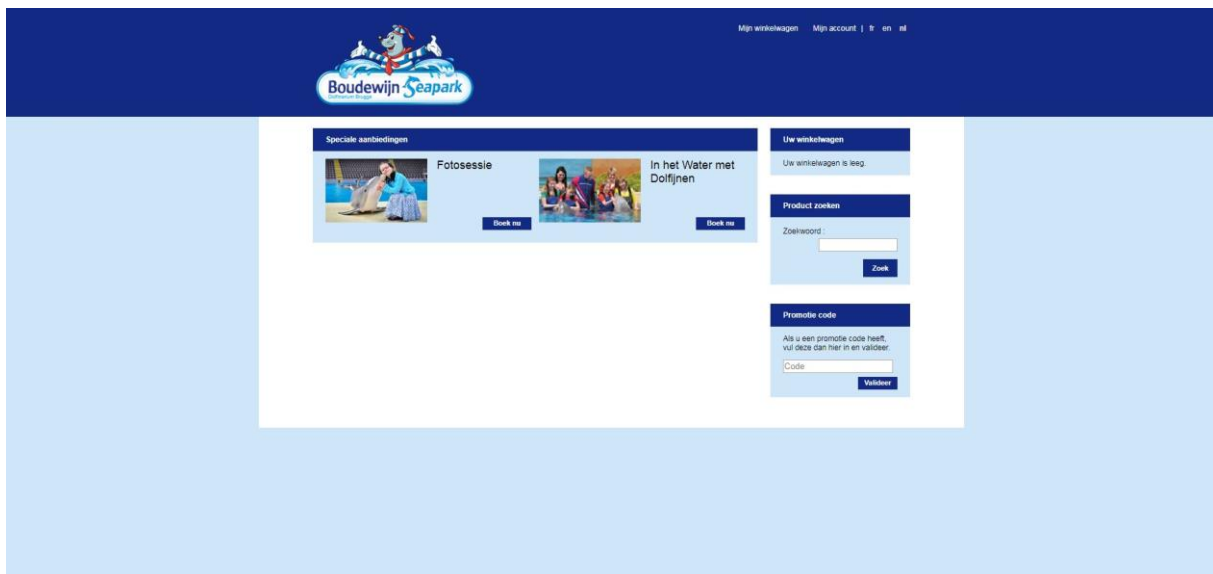 Mijn winkelwagen Mijn account | fr en nl
Boudewijn Seapark
Dolfinarium Brugge
Speciale aanbiedingen
Fotosessie
Boek nu
In het Water met
Dolfijnen
Boek nu
Uw winkelwagen
Uw winkelwagen is leeg.
Product zoeken
Zoekwoord :
Zoek
Promotie code
Als u een promotie code heeft,
vul deze dan hier in en valideer.
Code
Valideer